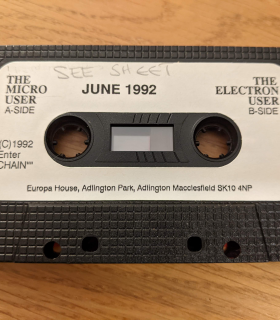 SEE SHEET
THE
MICRO
USER
A-SIDE
JUNE 1992
THE
ELECTRON
USER
B-SIDE
(C)1992
Enter
CHAIN""
Europa House, Adlington Park, Adlington Macclesfield SK10 4NP